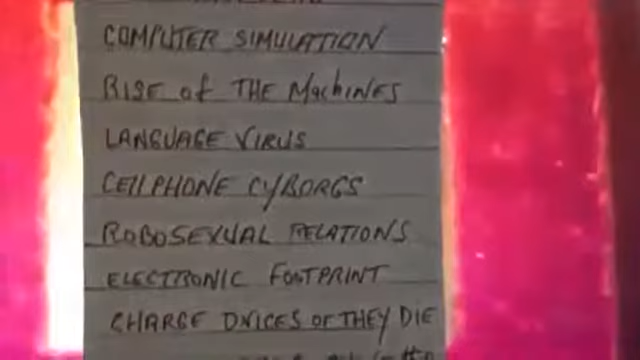 COMPUTER SIMULATION
RISE of THE MacHINES
LANGUAGE VIRUS
CELLPHONE CYBORGS
ROBOSEXUAL RELATIONS
ELECTRONIC FOOTPRINT
CHARGE DVICES OF THEY DIE